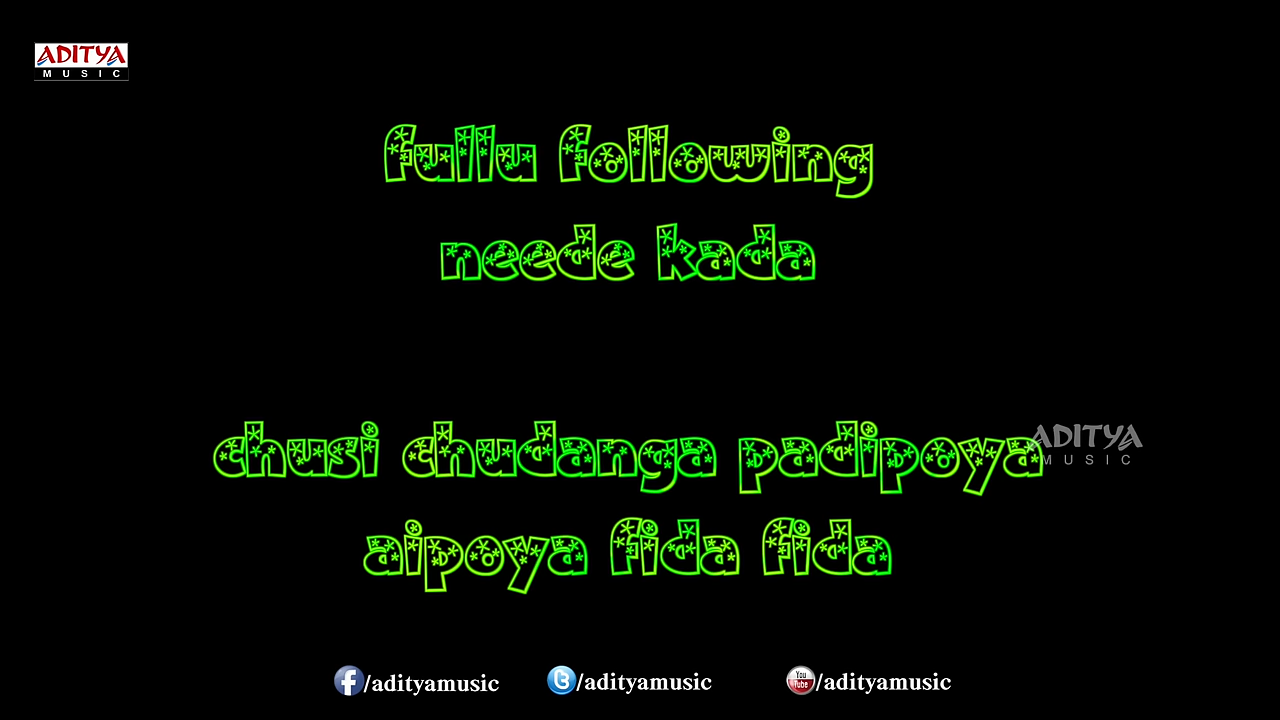 ADITYA
MUSIC
fullu following
neede kada
chusi chudanga padipoya
ADITYA
MUSIC
aipoya fida fida
/adityamusic /adityamusic /adityamusic